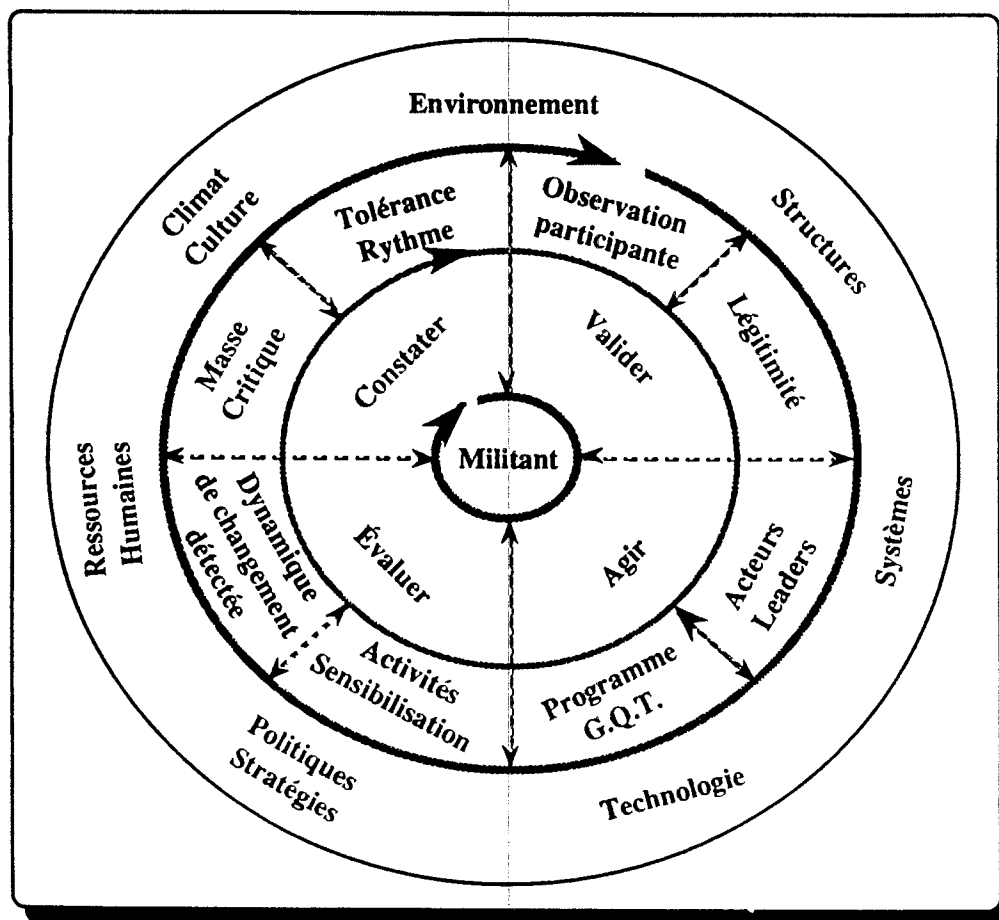 Environnement
Climat
Culture
Structures
Tolérance
Rythme
Observation
participante
Masse
Critique
Constater
Valider
Légitimité
Militant
Ressources
Humaines
Systèmes
Dynamique
de changement
détectée
Évaluer
Agir
Acteurs
Leaders
Activités
Sensibilisation
Programme
G.Q.T.
Politiques
Stratégies
Technologie